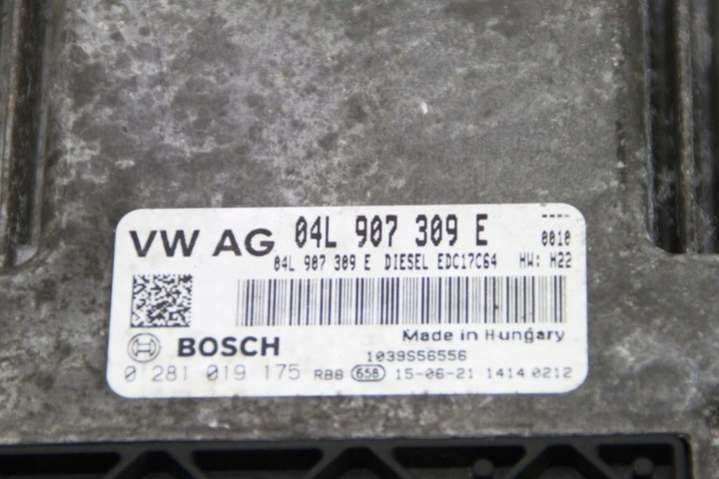 VW AG 04L 907 309 E ----
0010
04L 907 309 E DIESEL EDC17C64 HW: H22
Made in Hungary
BOSCH 1039S56556
0 281 019 175 RBB 658 15-06-21 1414 0212